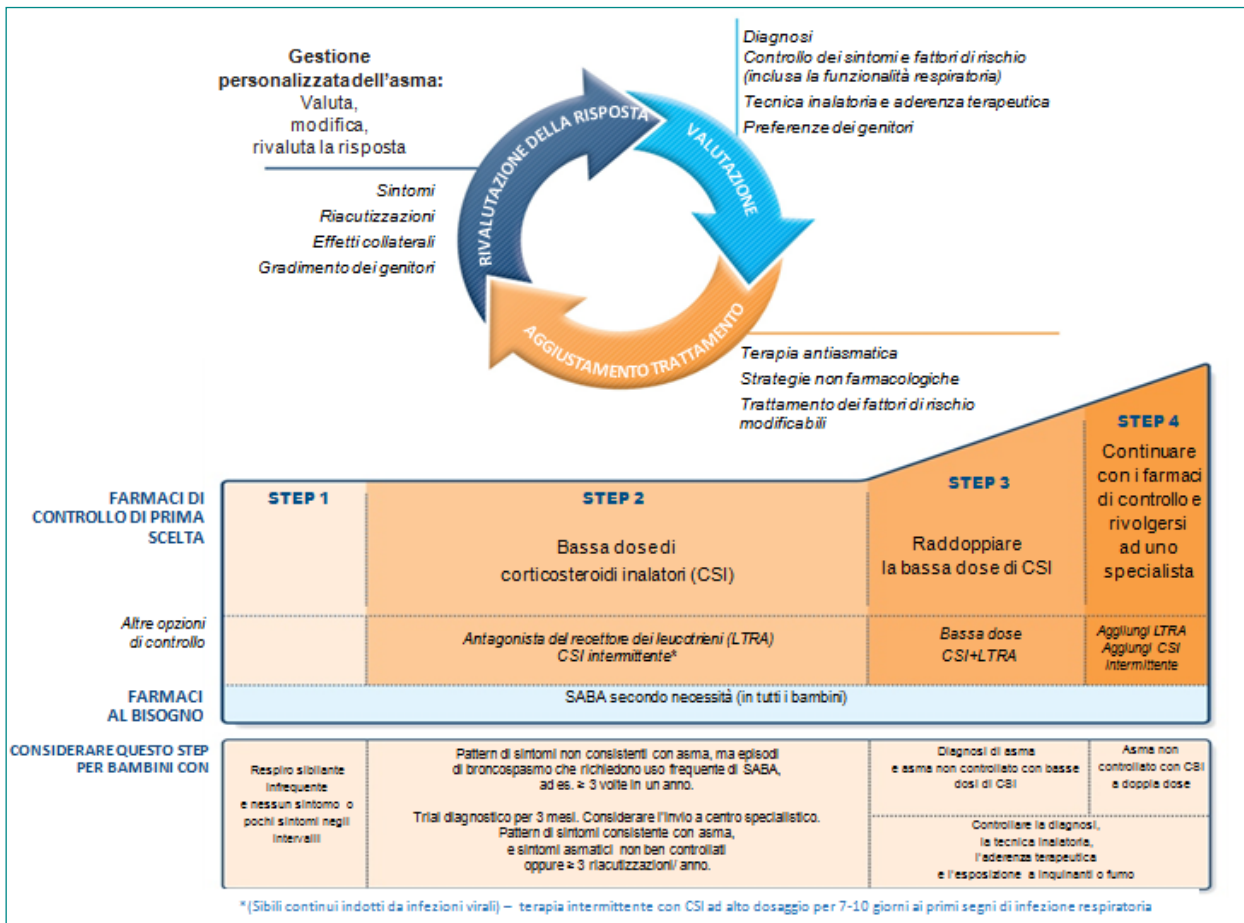 Gestione
personalizzata dell'asma:
Valuta,
modifica,
rivaluta la risposta
Sintomi
Riacutizzazioni
Effetti collaterali
Gradimento dei genitori
RIVALUTAZIONE DELLA RISPOSTA
VALUTAZIONE
AGGIUSTAMENTO TRATTAMENTO
Diagnosi
Controllo dei sintomi e fattori di rischio
(inclusa la funzionalità respiratoria)
Tecnica inalatoria e aderenza terapeutica
Preferenze dei genitori
Terapia antiasmatica
Strategie non farmacologiche
Trattamento dei fattori di rischio
modificabili
FARMACI DI
CONTROLLO DI PRIMA
SCELTA
STEP 1
STEP 2
Bassa dose di
corticosteroidi inalatori (CSI)
STEP 3
Raddoppiare
la bassa dose di CSI
STEP 4
Continuare
con i farmaci
di controllo e
rivolgersi
ad uno
specialista
Altre opzioni
di controllo
Antagonista del recettore dei leucotrieni (LTRA)
CSI intermittente*
Bassa dose
CSI+LTRA
Aggiungi LTRA
Aggiungi CSI
intermittente
FARMACI
AL BISOGNO
SABA secondo necessità (in tutti i bambini)
CONSIDERARE QUESTO STEP
PER BAMBINI CON
Respiro sibilante
infrequente
e nessun sintomo o
pochi sintomi negli
intervalli
Pattern di sintomi non consistenti con asma, ma episodi
di broncospasmo che richiedono uso frequente di SABA,
ad es. ≥ 3 volte in un anno.
Trial diagnostico per 3 mesi. Considerare l'invio a centro specialistico.
Pattern di sintomi consistente con asma,
e sintomi asmatici non ben controllati
oppure ≥ 3 riacutizzazioni/ anno.
Diagnosi di asma
e asma non controllato con basse
dosi di CSI
Asma non
controllato con CSI
a doppia dose
Controllare la diagnosi,
la tecnica inalatoria,
l'aderenza terapeutica
e l'esposizione a inquinanti o fumo
*(Sibili continui indotti da infezioni virali) – terapia intermittente con CSI ad alto dosaggio per 7-10 giorni ai primi segni di infezione respiratoria